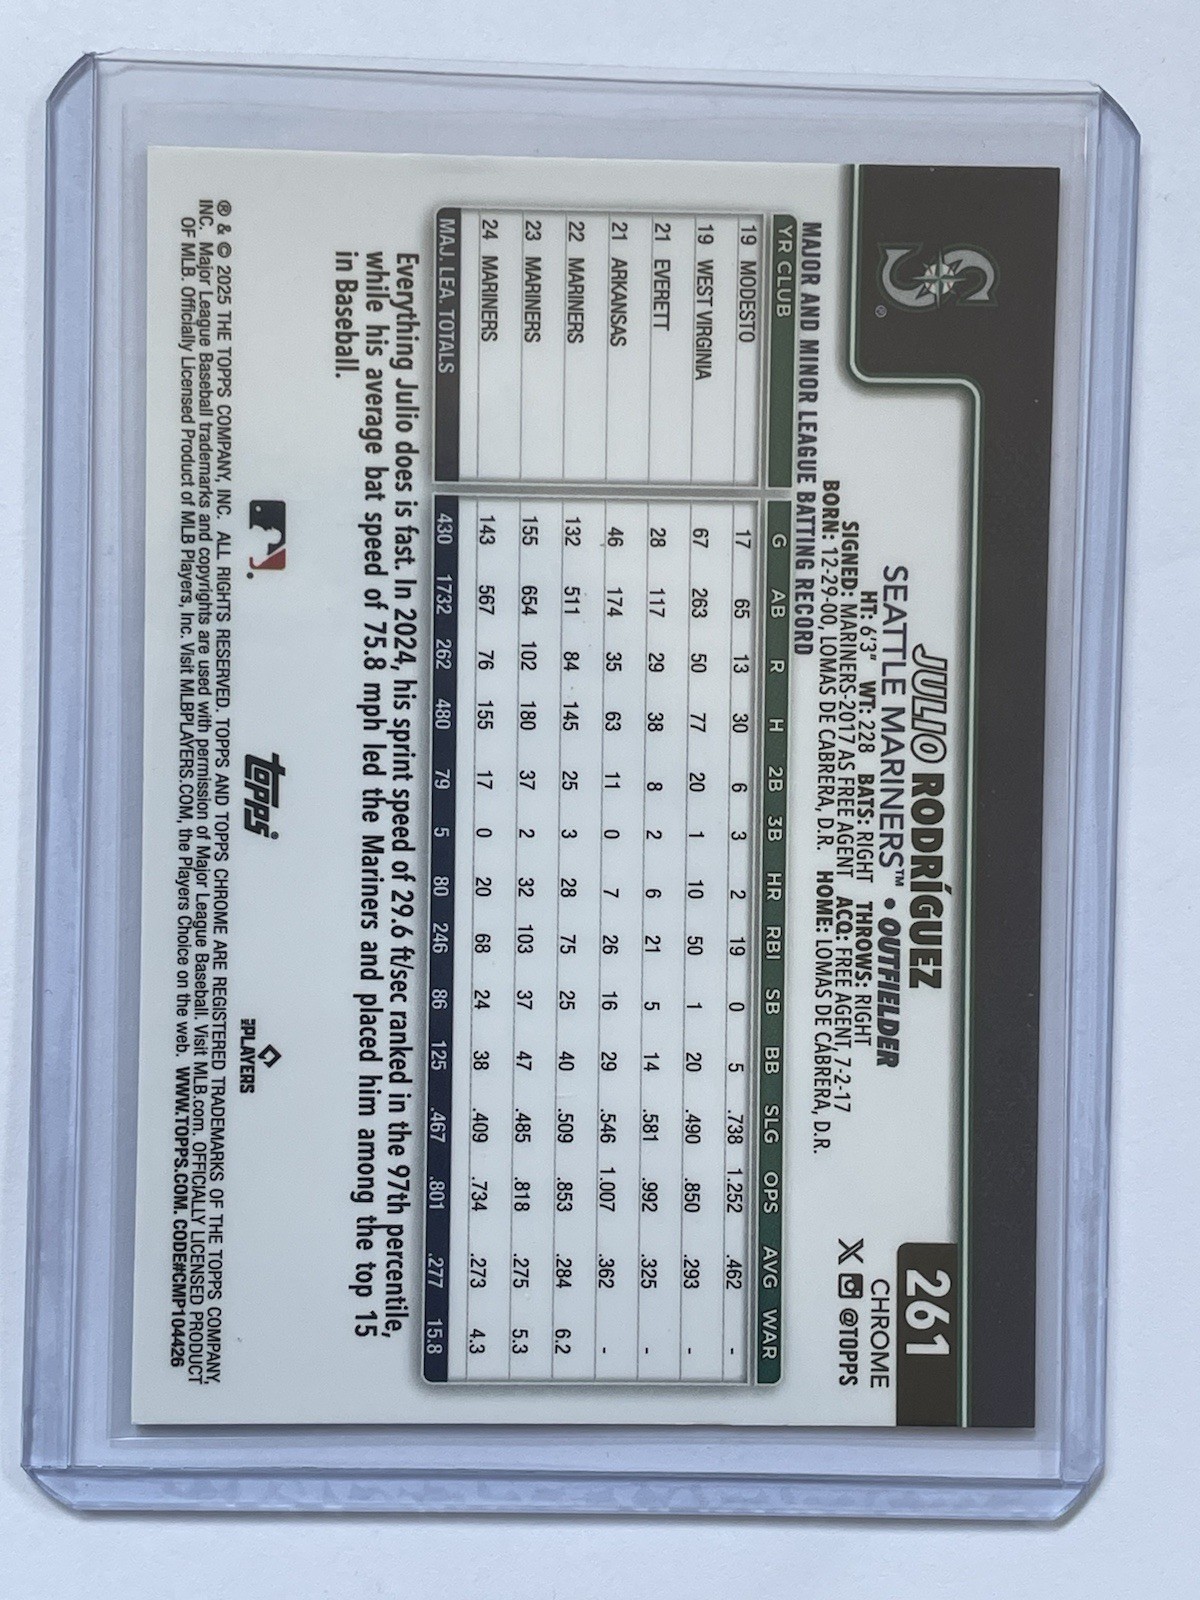 261
CHROME
X @TOPPS
JULIO RODRÍGUEZ
SEATTLE MARINERS™ • OUTFIELDER
HT: 6'3" WT: 228 BATS: RIGHT THROWS: RIGHT
SIGNED: MARINERS-2017 AS FREE AGENT ACQ: FREE AGENT, 7-2-17
BORN: 12-29-00, LOMAS DE CABRERA, D.R. HOME: LOMAS DE CABRERA, D.R.
S ®
MAJOR AND MINOR LEAGUE BATTING RECORD
YR CLUB G AB R H 2B 3B HR RBI SB BB SLG OPS AVG WAR
19 MODESTO 17 65 13 30 6 3 2 19 0 5 .738 1.252 .462 -
19 WEST VIRGINIA 67 263 50 77 20 1 10 50 1 20 .490 .850 .293 -
21 EVERETT 28 117 29 38 8 2 6 21 5 14 .581 .992 .325 -
21 ARKANSAS 46 174 35 63 11 0 7 26 16 29 .546 1.007 .362 -
22 MARINERS 132 511 84 145 25 3 28 75 25 40 .509 .853 .284 6.2
23 MARINERS 155 654 102 180 37 2 32 103 37 47 .485 .818 .275 5.3
24 MARINERS 143 567 76 155 17 0 20 68 24 38 .409 .734 .273 4.3
MAJ. LEA. TOTALS 430 1732 262 480 79 5 80 246 86 125 .467 .801 .277 15.8
Everything Julio does is fast. In 2024, his sprint speed of 29.6 ft/sec ranked in the 97th percentile,
while his average bat speed of 75.8 mph led the Mariners and placed him among the top 15
in Baseball.
topps®
MLB PLAYERS
® & © 2025 THE TOPPS COMPANY, INC. ALL RIGHTS RESERVED. TOPPS AND TOPPS CHROME ARE REGISTERED TRADEMARKS OF THE TOPPS COMPANY,
INC. Major League Baseball trademarks and copyrights are used with permission of Major League Baseball. Visit MLB.com. OFFICIALLY LICENSED PRODUCT
OF MLB. Officially Licensed Product of MLB Players, Inc. Visit MLBPLAYERS.COM, the Players Choice on the web. WWW.TOPPS.COM. CODE#CMP104426